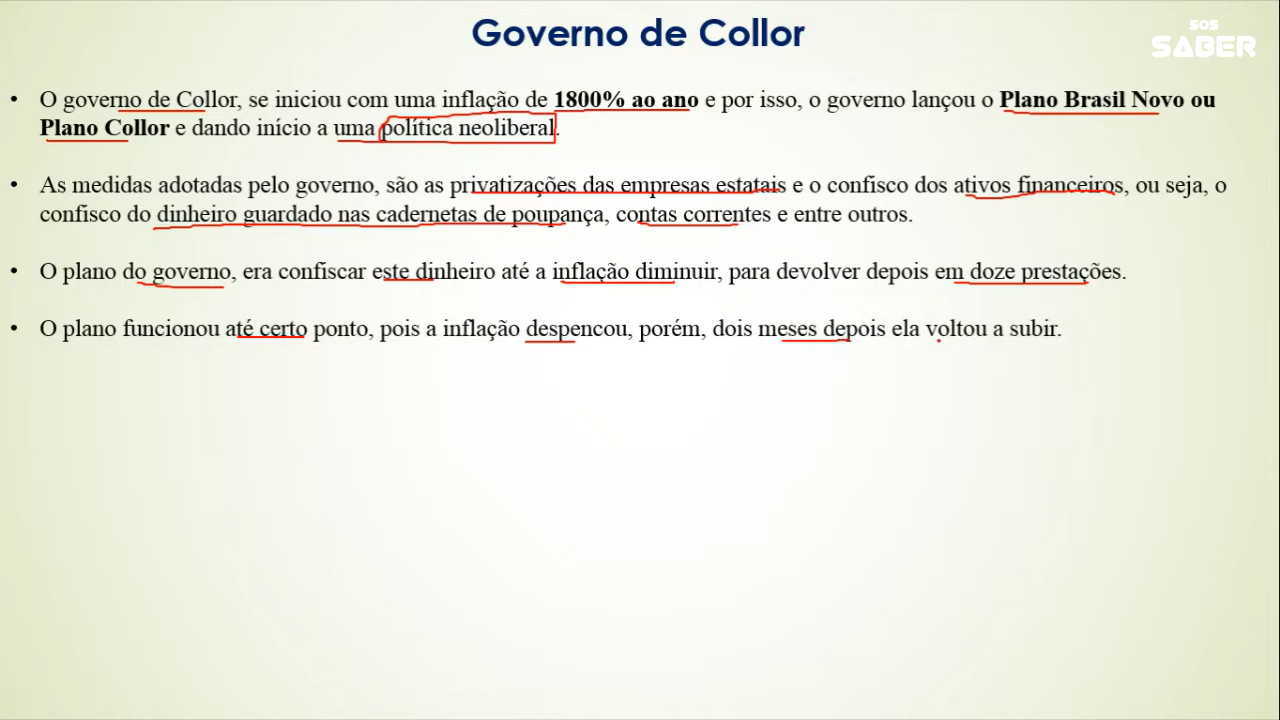 Governo de Collor
SOS
SABER
• O governo de Collor, se iniciou com uma inflação de 1800% ao ano e por isso, o governo lançou o Plano Brasil Novo ou
Plano Collor e dando início a uma política neoliberal.
• As medidas adotadas pelo governo, são as privatizações das empresas estatais e o confisco dos ativos financeiros, ou seja, o
confisco do dinheiro guardado nas cadernetas de poupança, contas correntes e entre outros.
• O plano do governo, era confiscar este dinheiro até a inflação diminuir, para devolver depois em doze prestações.
• O plano funcionou até certo ponto, pois a inflação despencou, porém, dois meses depois ela voltou a subir.